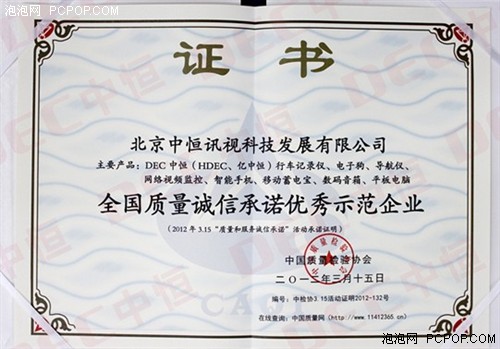 泡泡网 PCPOP.COM
证书
北京中恒讯视科技发展有限公司
主要产品：DEC中恒（HDEC、亿中恒）行车记录仪、电子狗、导航仪、
网络视频监控、智能手机、移动蓄电宝、数码音箱、平板电脑
全国质量诚信承诺优秀示范企业
（2012年3.15“质量和服务诚信承诺”活动承诺证明）
中国质量检验协会
二〇一二年三月十五日
编号：中检协3.15活动证明2012-132号
在线查询：中国质量网(http://www.11412365.cn)
泡泡网 PCPOP.COM